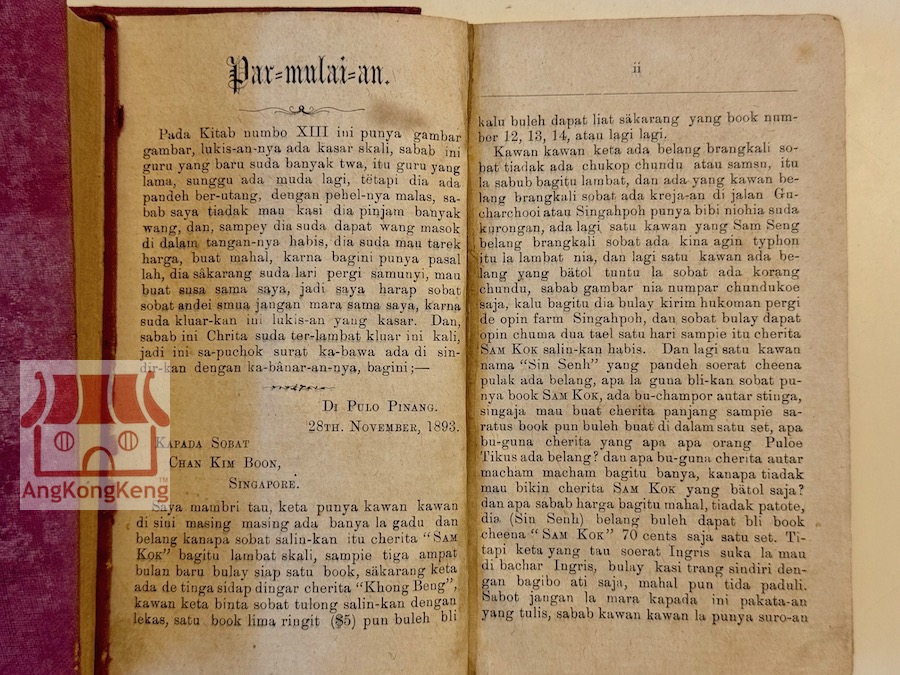 Par=mulai=an.
Pada Kitab numbo XIII ini punya gambar
gambar, lukis-an-nya ada kasar skali, sabab ini
guru yang baru suda banyak twa, itu guru yang
lama, sunggu ada muda lagi, tětapi dia ada
pandeh ber-utang, dengan pehel-nya malas, sa-
bab saya tiadak mau kasi dia pinjam banyak
wang, dan, sampey dia suda dapat wang masok
di dalam tangan-nya habis, dia suda mau tarek
harga, buat mahal, karna bagini punya pasal
lah, dia säkarang suda lari pergi samunyi, mau
buat susa sama saya, jadi saya harap sobat
sobat andei smua jangan mara sama saya, karna
suda kluar-kan ini lukis-an yang kasar. Dan,
sabab ini Chrita suda ter-lambat kluar ini kali,
jadi ini sa-puchok surat ka-bawa ada di sin-
dir-kan dengan ka-bänar-an-nya, bagini;—
DI PULO PINANG.
28TH. NOVEMBER, 1893.
KAPADA SOBAT
CHAN KIM BOON,
SINGAPORE.
Saya mambri tau, keta punya kawan kawan
di sini masing masing ada banya la gadu dan
belang kanapa sobat salin-kan itu cherita "SAM
KOK" bagitu lambat skali, sampie tiga ampat
bulan baru bulay siap satu book, säkarang keta
ada de tinga sidap dingar cherita "Khong Beng",
kawan keta binta sobat tulong salin-kan dengan
lekas, satu book lima ringit ($5) pun buleh bli
ii
kalu buleh dapat liat säkarang yang book num-
ber 12, 13, 14, atau lagi lagi.
Kawan kawan keta ada belang brangkali so-
bat tiadak ada chukop chundu atau samsu, itu
la sabub bagitu lambat, dan ada yang kawan be-
lang brangkali sobat ada kreja-an di jalan Gu-
charchooi atau Singahpoh punya bibi niohia suda
kurongan, ada lagi satu kawan yang Sam Seng
belang brangkali sobat ada kina agin typhon
itu la lambat nia, dan lagi satu kawan ada be-
lang yang bätol tuntu la sobat ada korang
chundu, sabab gambar nia numpar chundukoe
saja, kalu bagitu dia bulay kirim hukoman pergi
de opin farm Singahpoh, dan sobat bulay dapat
opin chuma dua tael satu hari sampie itu cherita
SAM KOK salin-kan habis. Dan lagi satu kawan
nama "Sin Senh" yang pandeh soerat cheena
pulak ada belang, apa la guna bli-kan sobat pu-
nya book SAM KOK, ada bu-champor autar stinga,
singaja mau buat cherita panjang sampie sa-
ratus book pun buleh buat di dalam satu set, apa
bu-guna cherita yang apa apa orang Puloe
Tikus ada belang? dan apa bu-guna cherita autar
macham macham bagitu banya, kanapa tiadak
mau bikin cherita SAM KOK yang bätol saja?
dan apa sabab harga bagitu mahal, tiadak patote,
dia (Sin Senh) belang buleh dapat bli book
cheena "SAM KOK" 70 cents saja satu set. Ti-
tapi keta yang tau soerat Ingris suka la mau
di bachar Ingris, bulay kasi trang sindiri den-
gan bagibo ati saja, mahal pun tida paduli.
Sabot jangan la mara kapada ini pakata-an
yang tulis, sabab kawan kawan la punya suro-an
AngKongKeng™